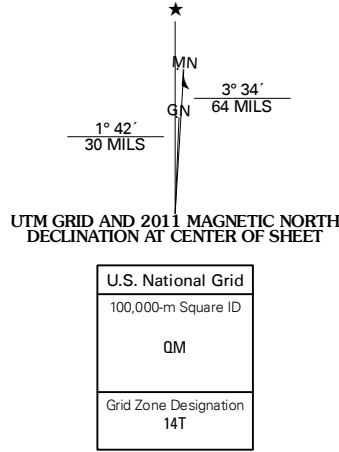 ★
MN
3° 34´
64 MILS
GN
1° 42´
30 MILS
UTM GRID AND 2011 MAGNETIC NORTH
DECLINATION AT CENTER OF SHEET
U.S. National Grid
100,000-m Square ID
QM
Grid Zone Designation
14T